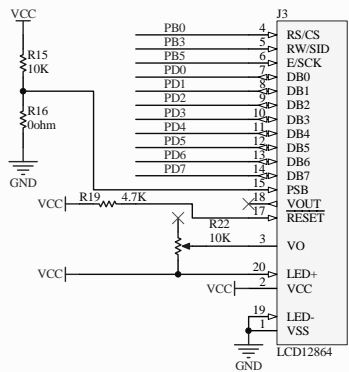 VCC
J3
PB0 4 RS/CS
PB3 5 RW/SID
R15 PB5 6 E/SCK
10K PD0 7 DB0
PD1 8 DB1
PD2 9 DB2
R16 PD3 10 DB3
0ohm PD4 11 DB4
PD5 12 DB5
PD6 13 DB6
GND PD7 14 DB7
15 PSB
R19 4.7K 18 VOUT
VCC 17 RESET
R22
10K 3 VO
VCC 20 LED+
VCC 2 VCC
19 LED-
1 VSS
GND LCD12864